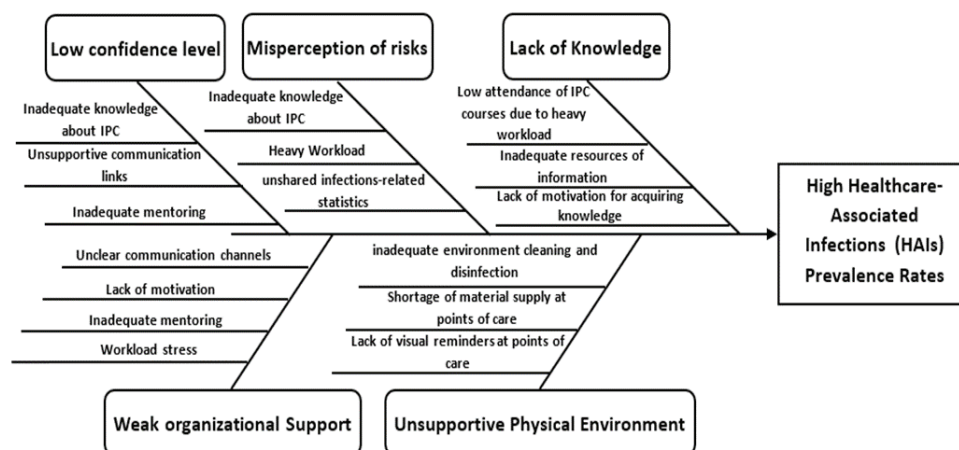 Low confidence level
Misperception of risks
Lack of Knowledge
Inadequate knowledge
about IPC
Unsupportive communication
links
Inadequate mentoring
Inadequate knowledge
about IPC
Heavy Workload
unshared infections-related
statistics
Low attendance of IPC
courses due to heavy
workload
Inadequate resources of
information
Lack of motivation for acquiring
knowledge
High Healthcare-
Associated
Infections (HAIs)
Prevalence Rates
Unclear communication channels
Lack of motivation
Inadequate mentoring
Workload stress
inadequate environment cleaning and
disinfection
Shortage of material supply at
points of care
Lack of visual reminders at points of
care
Weak organizational Support
Unsupportive Physical Environment